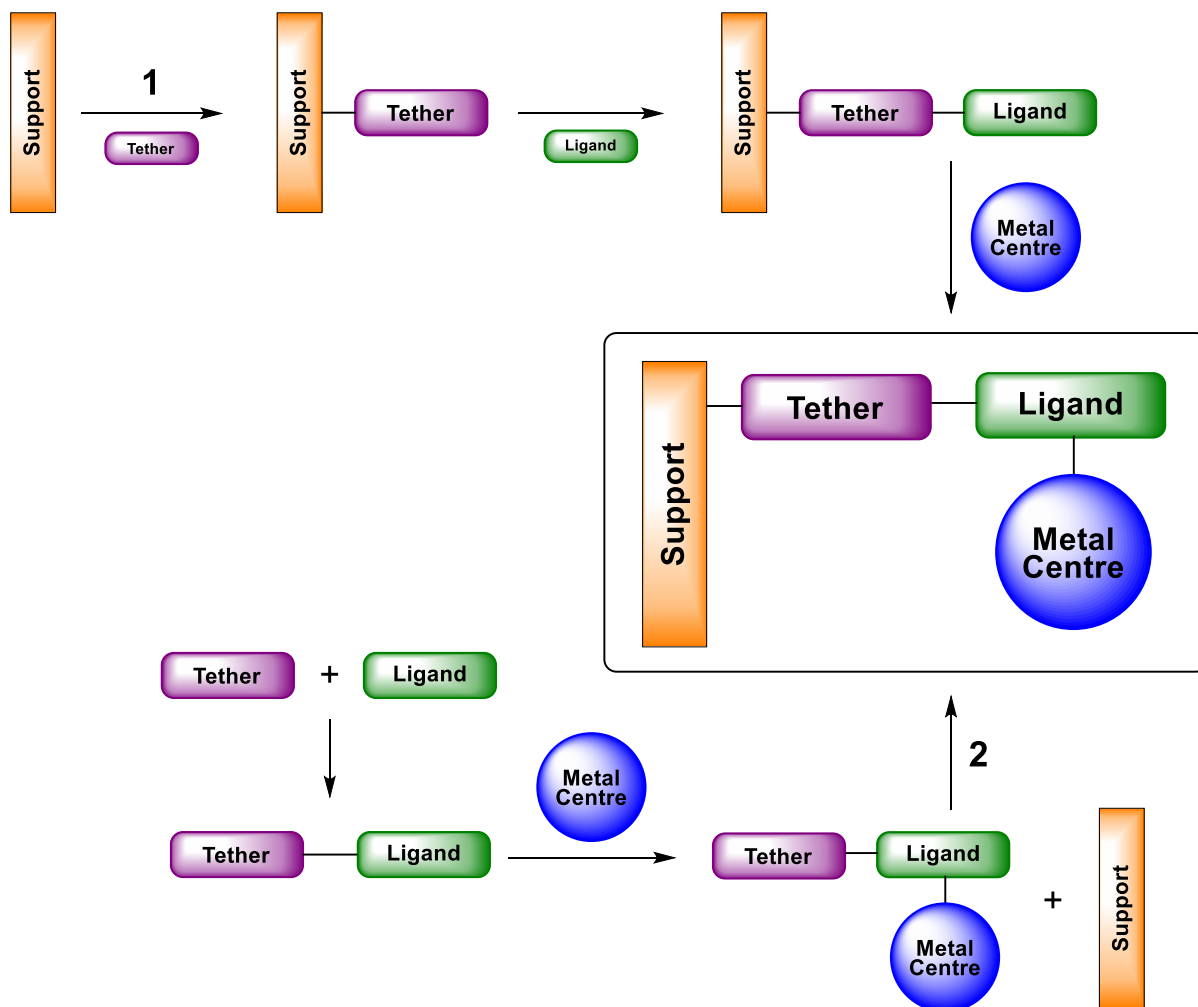 Support
1
Tether
Support
Tether
Ligand
Support
Tether
Ligand
Metal
Centre
Support
Tether
Ligand
Metal
Centre
Tether
+
Ligand
Metal
Centre
2
Tether
Ligand
Tether
Ligand
Metal
Centre
+
Support